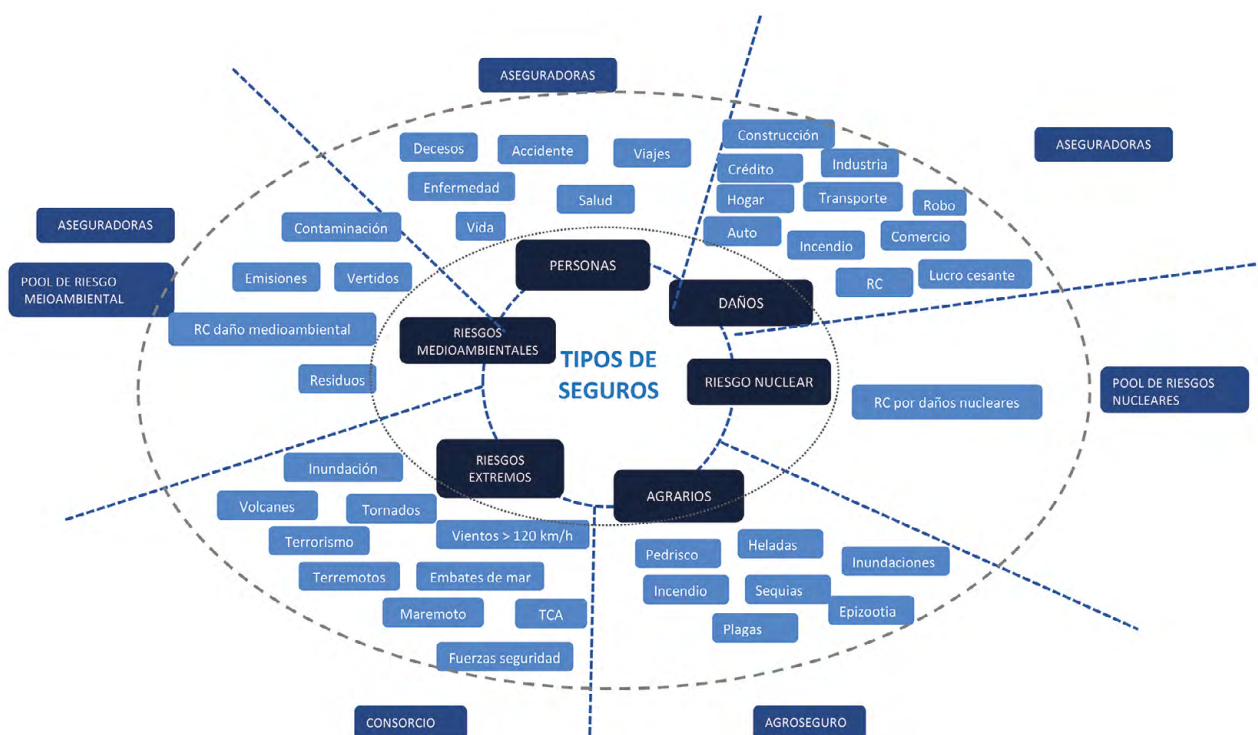 ASEGURADORAS
Decesos
Accidente
Viajes
Enfermedad
Salud
Vida
PERSONAS
ASEGURADORAS
Construcción
Crédito
Industria
Hogar
Transporte
Robo
Auto
Incendio
Comercio
RC
Lucro cesante
DAÑOS
ASEGURADORAS
POOL DE RIESGO
MEIOAMBIENTAL
Contaminación
Emisiones
Vertidos
RC daño medioambiental
Residuos
RIESGOS
MEDIOAMBIENTALES
TIPOS DE
SEGUROS
RIESGO NUCLEAR
RC por daños nucleares
POOL DE RIESGOS
NUCLEARES
RIESGOS
EXTREMOS
Inundación
Volcanes
Tornados
Terrorismo
Vientos > 120 km/h
Terremotos
Embates de mar
Maremoto
TCA
Fuerzas seguridad
CONSORCIO
AGRARIOS
Pedrisco
Heladas
Inundaciones
Incendio
Sequias
Epizootia
Plagas
AGROSEGURO